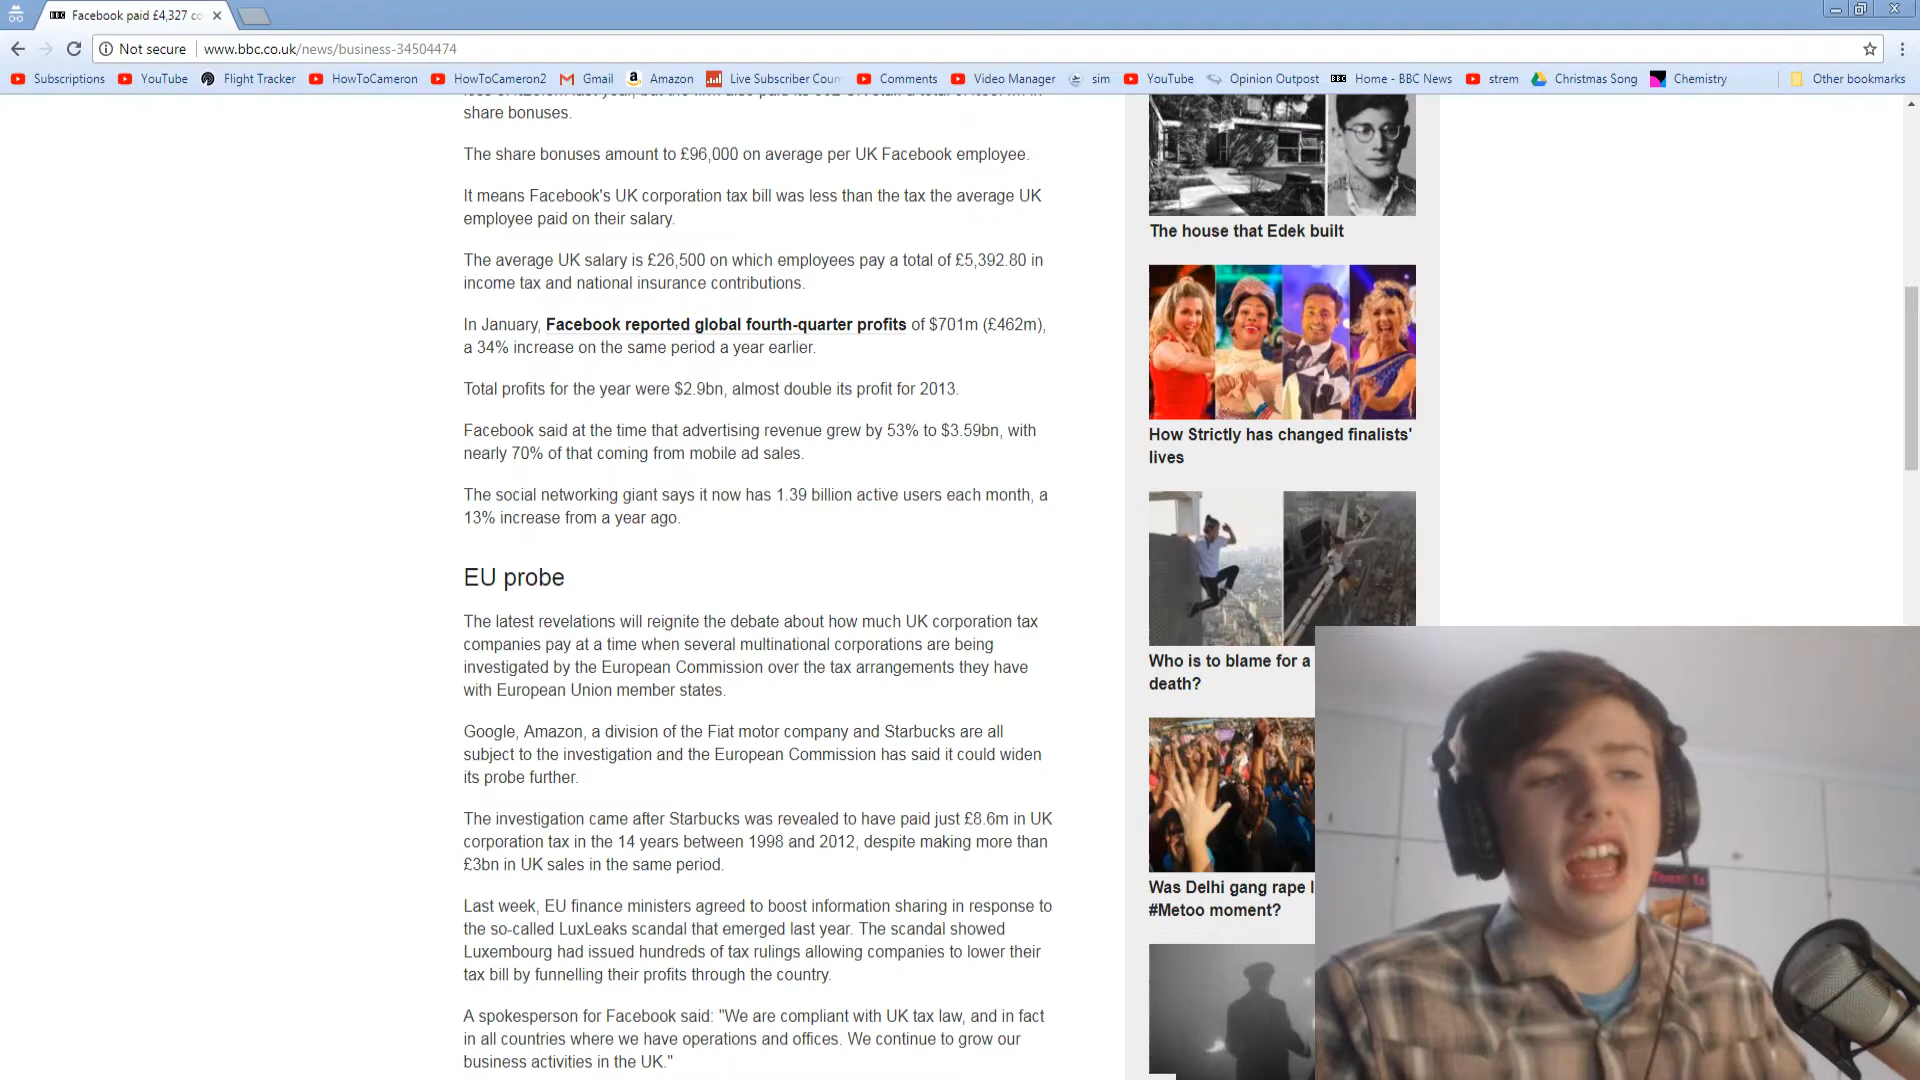 Facebook paid £4,327 co
Not secure
www.bbc.co.uk/news/business-34504474
Subscriptions
YouTube
Flight Tracker
HowToCameron
HowToCameron2
Gmail
Amazon
Live Subscriber Coun
Comments
Video Manager
sim
YouTube
Opinion Outpost
Home - BBC News
strem
Christmas Song
Chemistry
Other bookmarks
share bonuses.
The share bonuses amount to £96,000 on average per UK Facebook employee.
It means Facebook's UK corporation tax bill was less than the tax the average UK
employee paid on their salary.
The average UK salary is £26,500 on which employees pay a total of £5,392.80 in
income tax and national insurance contributions.
In January, Facebook reported global fourth-quarter profits of $701m (£462m),
a 34% increase on the same period a year earlier.
Total profits for the year were $2.9bn, almost double its profit for 2013.
Facebook said at the time that advertising revenue grew by 53% to $3.59bn, with
nearly 70% of that coming from mobile ad sales.
The social networking giant says it now has 1.39 billion active users each month, a
13% increase from a year ago.
EU probe
The latest revelations will reignite the debate about how much UK corporation tax
companies pay at a time when several multinational corporations are being
investigated by the European Commission over the tax arrangements they have
with European Union member states.
Google, Amazon, a division of the Fiat motor company and Starbucks are all
subject to the investigation and the European Commission has said it could widen
its probe further.
The investigation came after Starbucks was revealed to have paid just £8.6m in UK
corporation tax in the 14 years between 1998 and 2012, despite making more than
£3bn in UK sales in the same period.
Last week, EU finance ministers agreed to boost information sharing in response to
the so-called LuxLeaks scandal that emerged last year. The scandal showed
Luxembourg had issued hundreds of tax rulings allowing companies to lower their
tax bill by funnelling their profits through the country.
A spokesperson for Facebook said: "We are compliant with UK tax law, and in fact
in all countries where we have operations and offices. We continue to grow our
business activities in the UK."
The house that Edek built
How Strictly has changed finalists'
lives
Who is to blame for a
death?
Was Delhi gang rape
#Metoo moment?